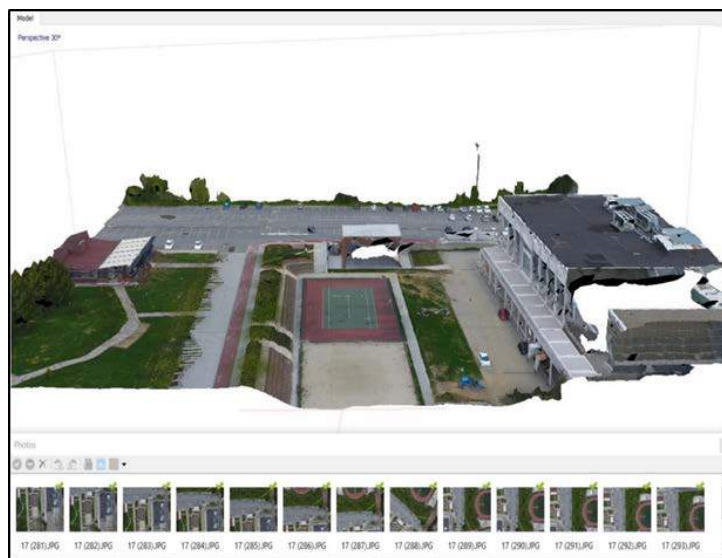 Model
Perspective 30°
Photos
17 (281).JPG
17 (282).JPG
17 (283).JPG
17 (284).JPG
17 (285).JPG
17 (286).JPG
17 (287).JPG
17 (288).JPG
17 (289).JPG
17 (290).JPG
17 (291).JPG
17 (292).JPG
17 (293).JPG